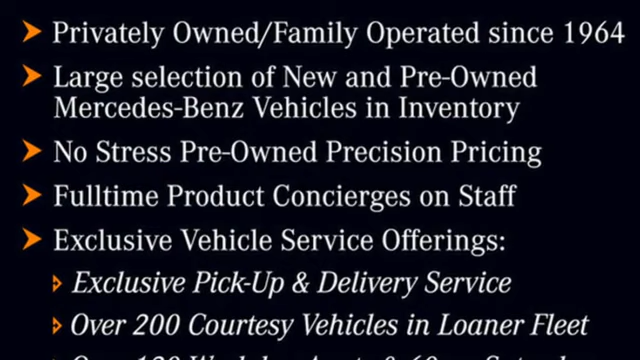 Privately Owned/Family Operated since 1964
Large selection of New and Pre-Owned
Mercedes-Benz Vehicles in Inventory
No Stress Pre-Owned Precision Pricing
Fulltime Product Concierges on Staff
Exclusive Vehicle Service Offerings:
Exclusive Pick-Up & Delivery Service
Over 200 Courtesy Vehicles in Loaner Fleet
Over 120